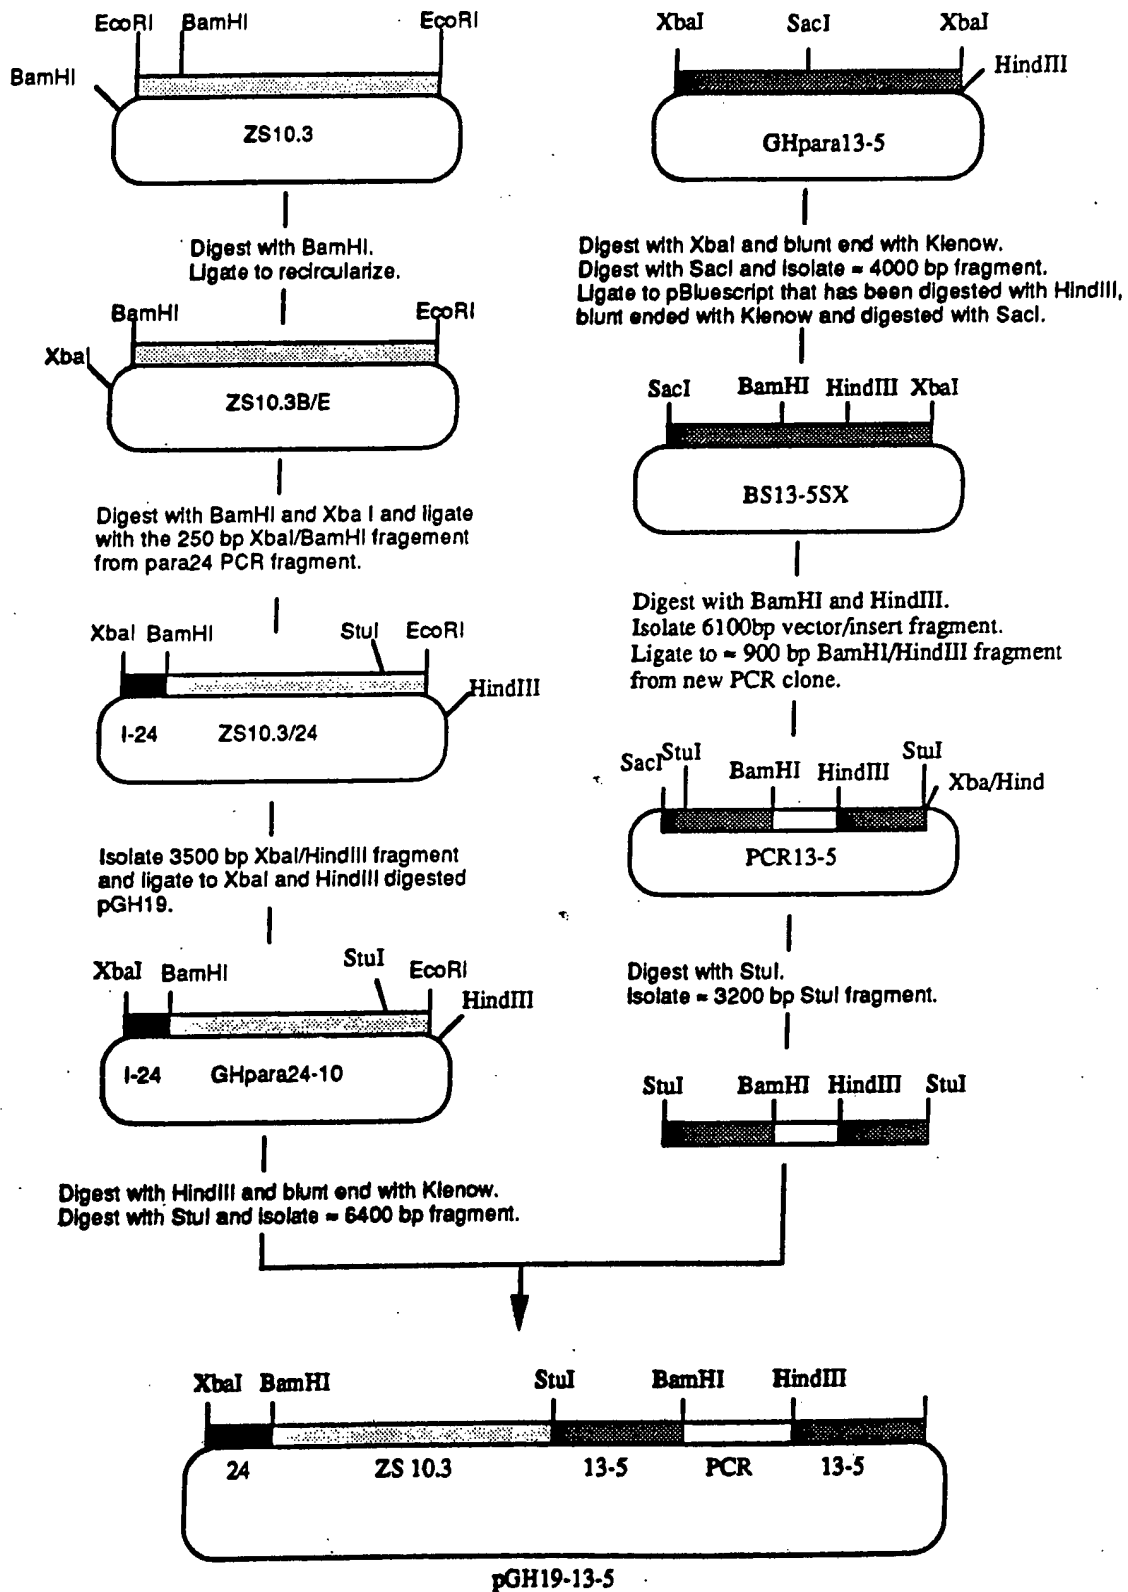 EcoRI BamHI EcoRI
BamHI
ZS10.3
Digest with BamHI.
Ligate to recircularize.
BamHI EcoRI
Xbal
ZS10.3B/E
Digest with BamHI and Xba I and ligate
with the 250 bp XbaI/BamHI fragement
from para24 PCR fragment.
XbaI BamHI StuI EcoRI
HindIII
I-24 ZS10.3/24
Isolate 3500 bp XbaI/HindIII fragment
and ligate to XbaI and HindIII digested
pGH19.
XbaI BamHI StuI EcoRI
HindIII
I-24 GHpara24-10
Digest with HindIII and blunt end with Klenow.
Digest with StuI and isolate ≈ 6400 bp fragment.
XbaI SacI XbaI
HindIII
GHpara13-5
Digest with XbaI and blunt end with Klenow.
Digest with SacI and isolate ≈ 4000 bp fragment.
Ligate to pBluescript that has been digested with HindIII,
blunt ended with Klenow and digested with SacI.
SacI BamHI HindIII XbaI
BS13-5SX
Digest with BamHI and HindIII.
Isolate 6100bp vector/insert fragment.
Ligate to ≈ 900 bp BamHI/HindIII fragment
from new PCR clone.
SacI StuI BamHI HindIII StuI
Xba/Hind
PCR13-5
Digest with StuI.
Isolate ≈ 3200 bp StuI fragment.
StuI BamHI HindIII StuI
XbaI BamHI StuI BamHI HindIII
24 ZS 10.3 13-5 PCR 13-5
pGH19-13-5